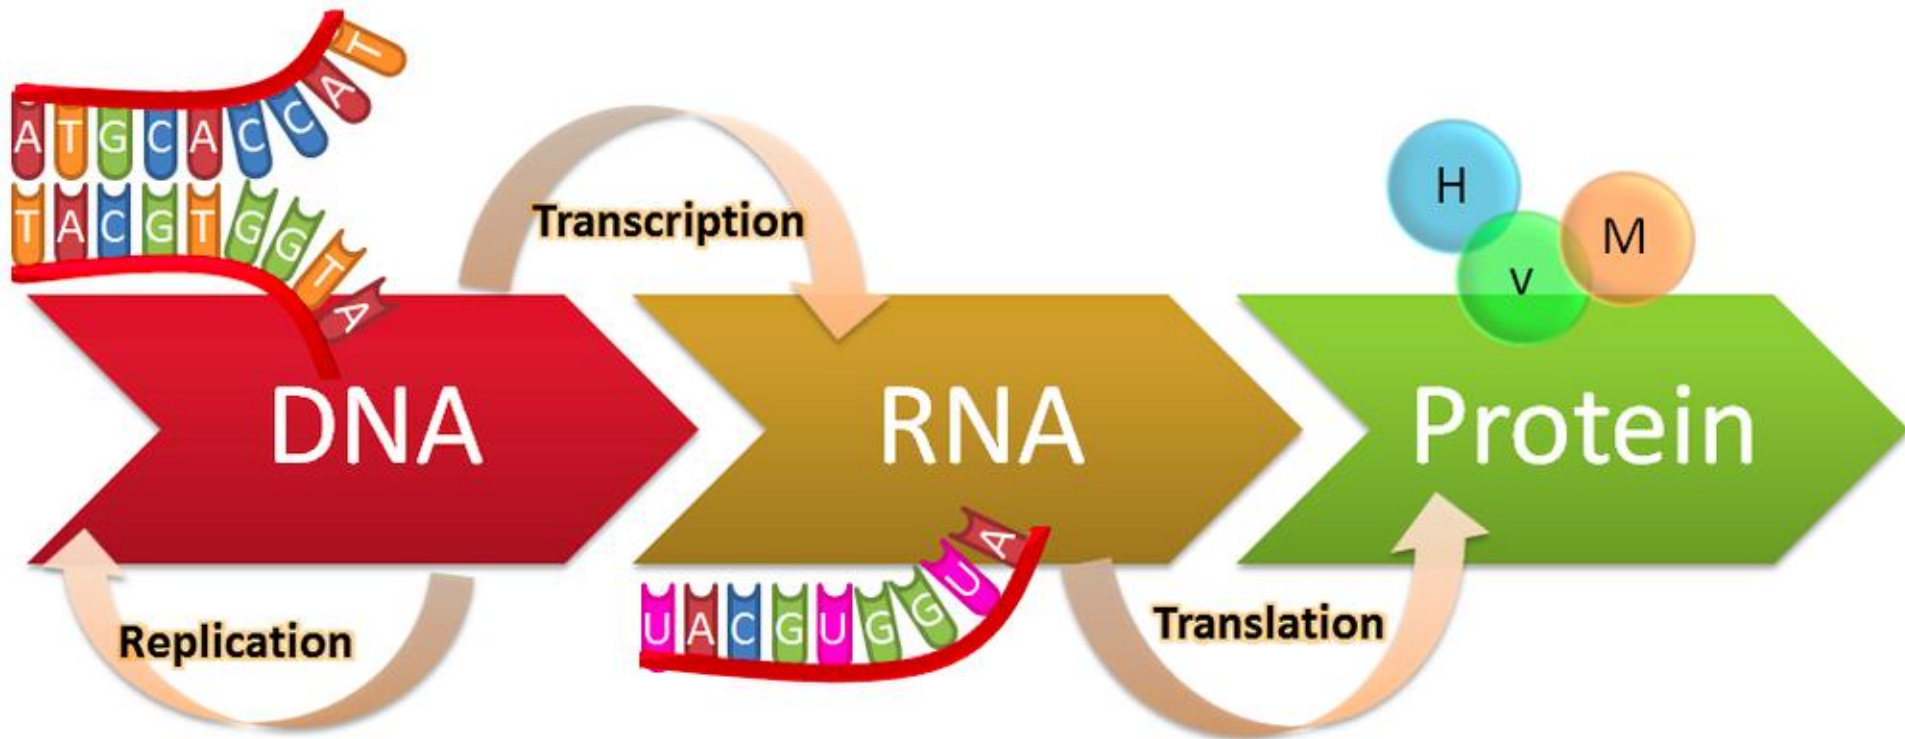 ATGCACCAT
TACGTGGTA
Transcription
H
V
M
DNA
RNA
Protein
Replication
UACGUGGUA
Translation